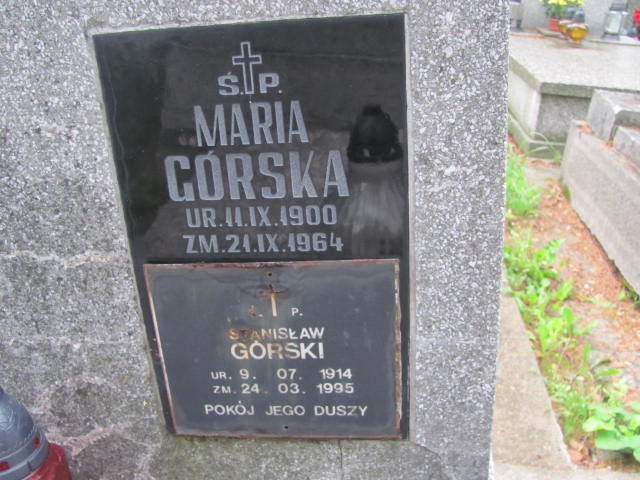 Ś.P.
MARIA
GÓRSKA
UR.11.IX.1900
ZM.21.IX.1964
Ś. P.
STANISŁAW
GÓRSKI
UR. 9. 07. 1914
ZM. 24. 03. 1995
POKÓJ JEGO DUSZY